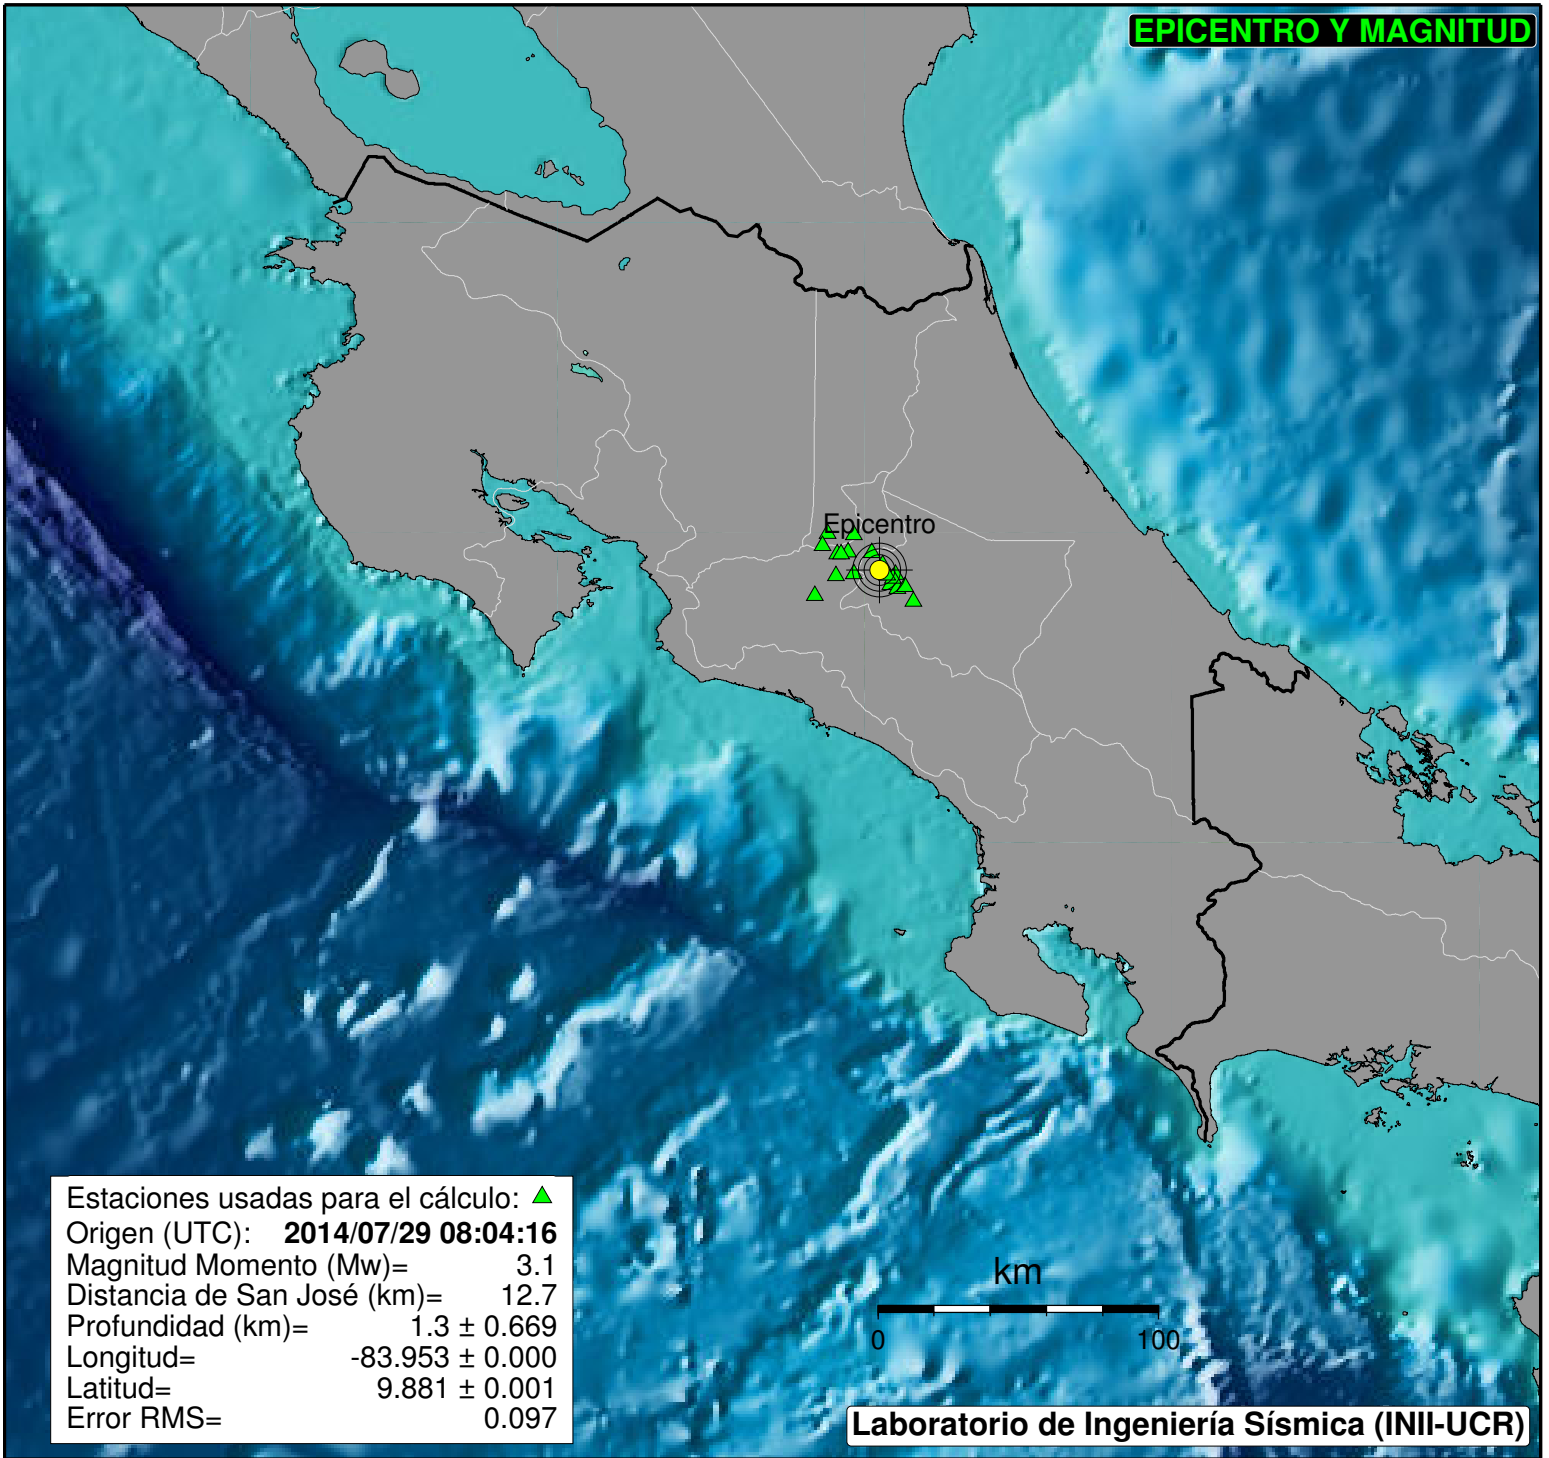 EPICENTRO Y MAGNITUD
Epicentro
Estaciones usadas para el cálculo:
Origen (UTC): 2014/07/29 08:04:16
Magnitud Momento (Mw)= 3.1
Distancia de San José (km)= 12.7
Profundidad (km)= 1.3 ± 0.669
Longitud= -83.953 ± 0.000
Latitud= 9.881 ± 0.001
Error RMS= 0.097
km
0 100
Laboratorio de Ingeniería Sísmica (INII-UCR)